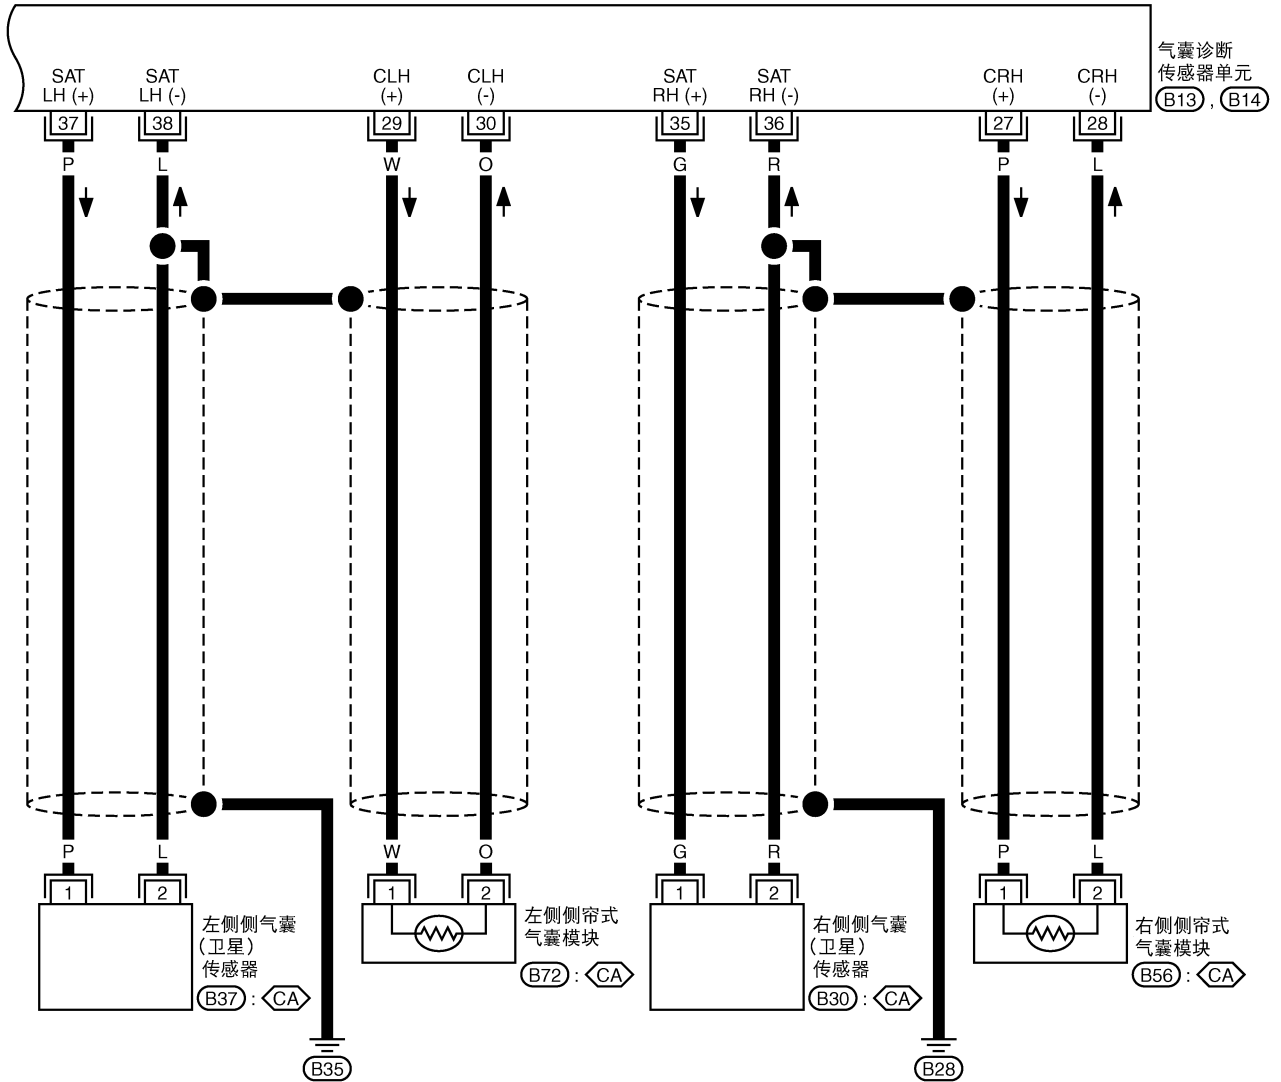 SAT SAT CLH CLH SAT SAT CRH CRH
LH (+) LH (-) (+) (-) RH (+) RH (-) (+) (-)
气囊诊断
传感器单元
B13 , B14
37 38 29 30 35 36 27 28
P L W O G R P L
P L W O G R P L
1 2 1 2 1 2 1 2
左侧侧气囊
(卫星)
传感器
B37 : CA
左侧侧帘式
气囊模块
B72 : CA
右侧侧气囊
(卫星)
传感器
B30 : CA
右侧侧帘式
气囊模块
B56 : CA
B35 B28